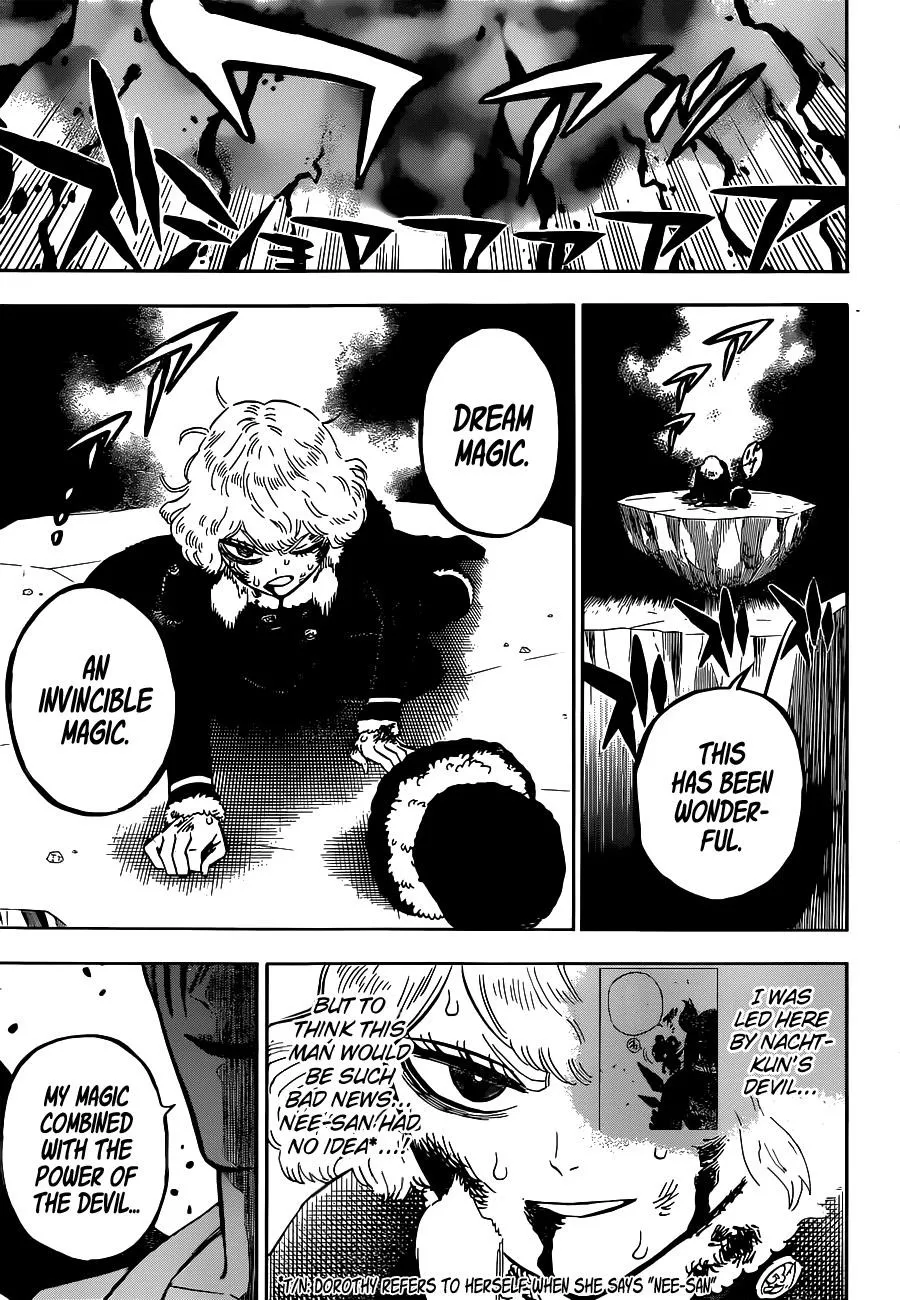 THIS
HAS BEEN
WONDER-
FUL.
DREAM
MAGIC.
AN
INVINCIBLE
MAGIC.
I WAS
LED HERE
BY NACHT-
KUN'S
DEVIL...
BUT TO
THINK THIS
MAN WOULD
BE SUCH
BAD NEWS...
NEE-SAN HAD
NO IDEA*...!
MY MAGIC
COMBINED
WITH THE
POWER OF
THE DEVIL...
*T/N: DOROTHY REFERS TO HERSELF WHEN SHE SAYS "NEE-SAN"